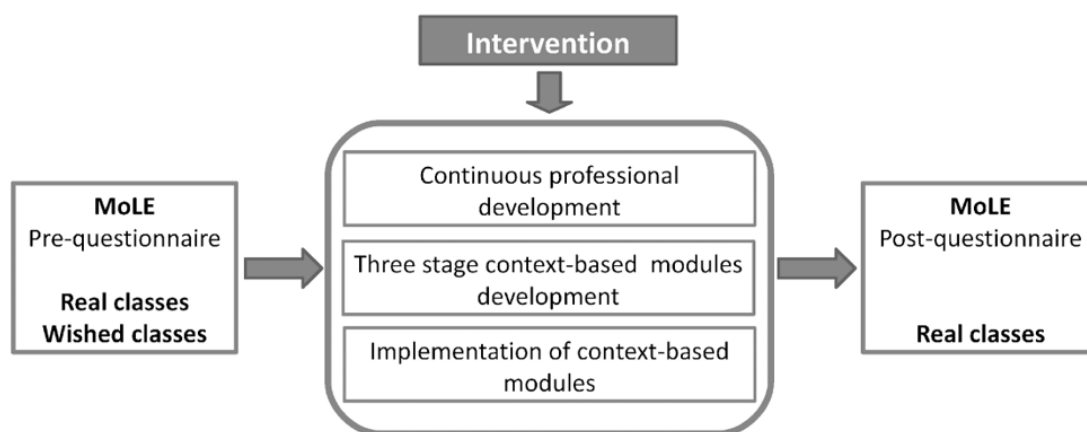 Intervention
MoLE
Pre-questionnaire
Real classes
Wished classes
Continuous professional
development
Three stage context-based modules
development
Implementation of context-based
modules
MoLE
Post-questionnaire
Real classes